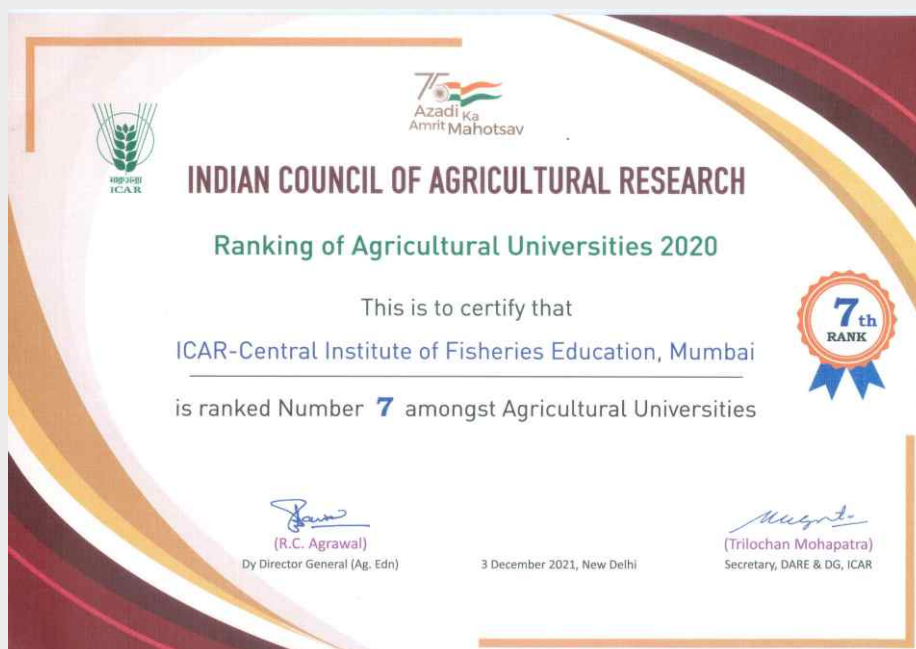 75
Azadi Ka
Amrit Mahotsav
भाकृअनुप
ICAR
INDIAN COUNCIL OF AGRICULTURAL RESEARCH
Ranking of Agricultural Universities 2020
This is to certify that
ICAR-Central Institute of Fisheries Education, Mumbai
7th
RANK
is ranked Number 7 amongst Agricultural Universities
(R.C. Agrawal)
Dy Director General (Ag. Edn)
3 December 2021, New Delhi
(Trilochan Mohapatra)
Secretary, DARE & DG, ICAR